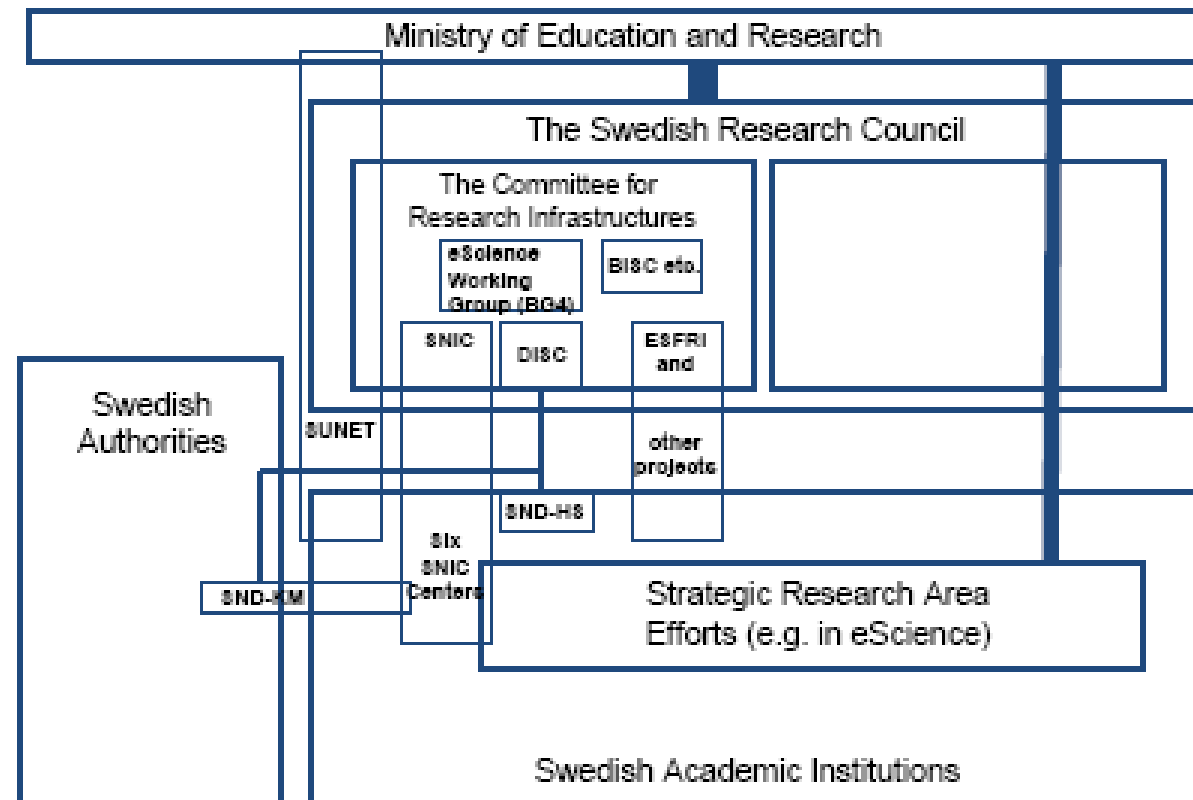 Ministry of Education and Research
The Swedish Research Council
The Committee for
Research Infrastructures
eScience
Working
Group (BG4)
BISC etc.
SNIC
DISC
ESFRI
and
Swedish
Authorities
SUNET
other
projects
SND-HS
Six
SNIC
Centers
SND-KM
Strategic Research Area
Efforts (e.g. in eScience)
Swedish Academic Institutions